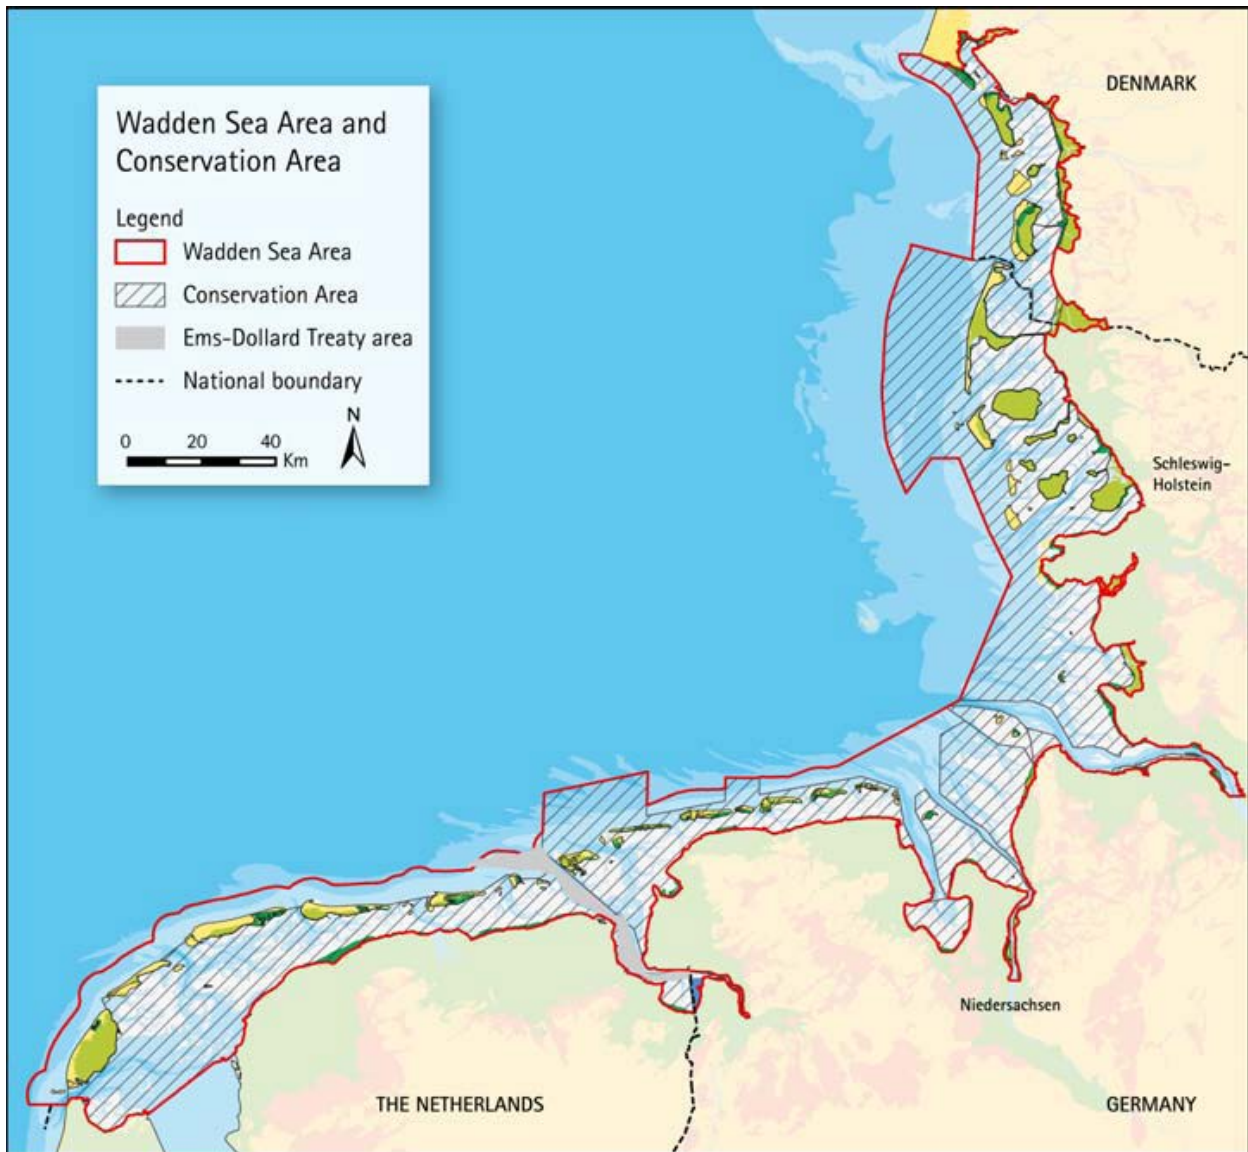 Wadden Sea Area and
Conservation Area
Legend
Wadden Sea Area
Conservation Area
Ems-Dollard Treaty area
National boundary
N
0 20 40
Km
DENMARK
Schleswig-
Holstein
Niedersachsen
THE NETHERLANDS
GERMANY